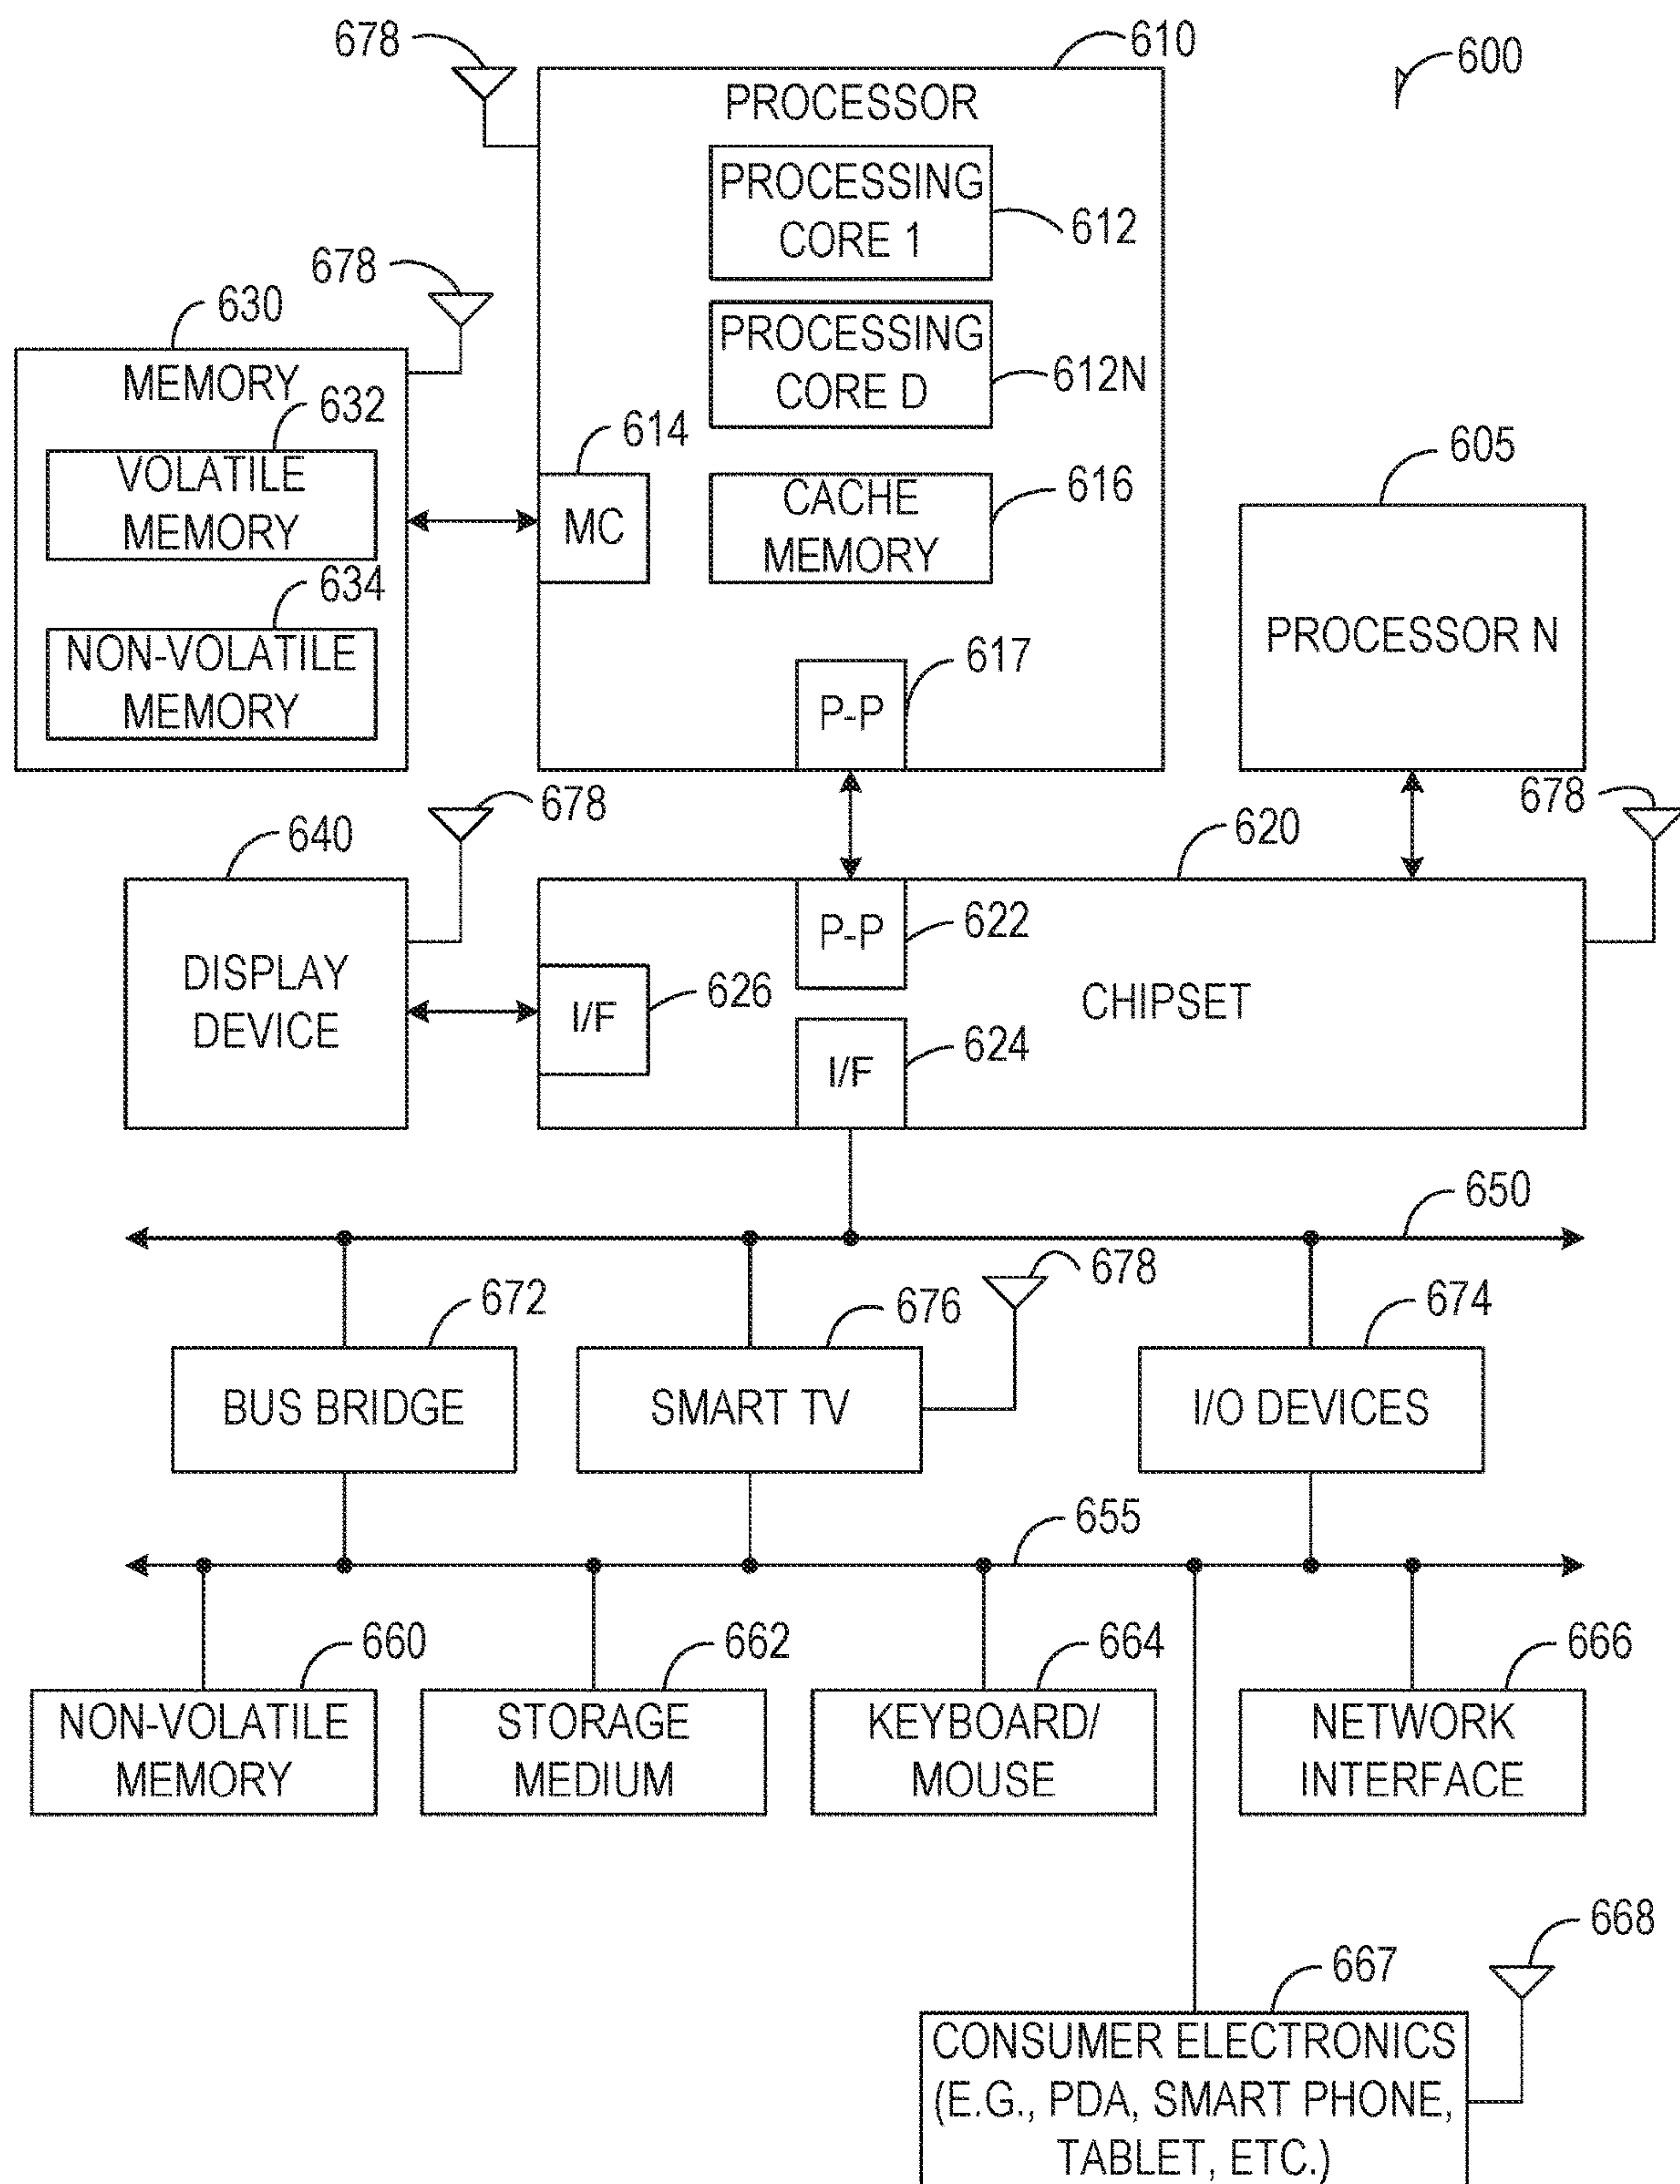 678
610
600
PROCESSOR
PROCESSING
CORE 1
612
678
630
MEMORY
PROCESSING
CORE D
612N
632
614
605
VOLATILE
MEMORY
MC
CACHE
MEMORY
616
634
NON-VOLATILE
MEMORY
PROCESSOR N
617
P-P
678
678
640
620
P-P
622
DISPLAY
DEVICE
I/F
626
CHIPSET
I/F
624
650
678
672
676
674
BUS BRIDGE
SMART TV
I/O DEVICES
655
660
662
664
666
NON-VOLATILE
MEMORY
STORAGE
MEDIUM
KEYBOARD/
MOUSE
NETWORK
INTERFACE
668
667
CONSUMER ELECTRONICS
(E.G., PDA, SMART PHONE,
TABLET, ETC.)